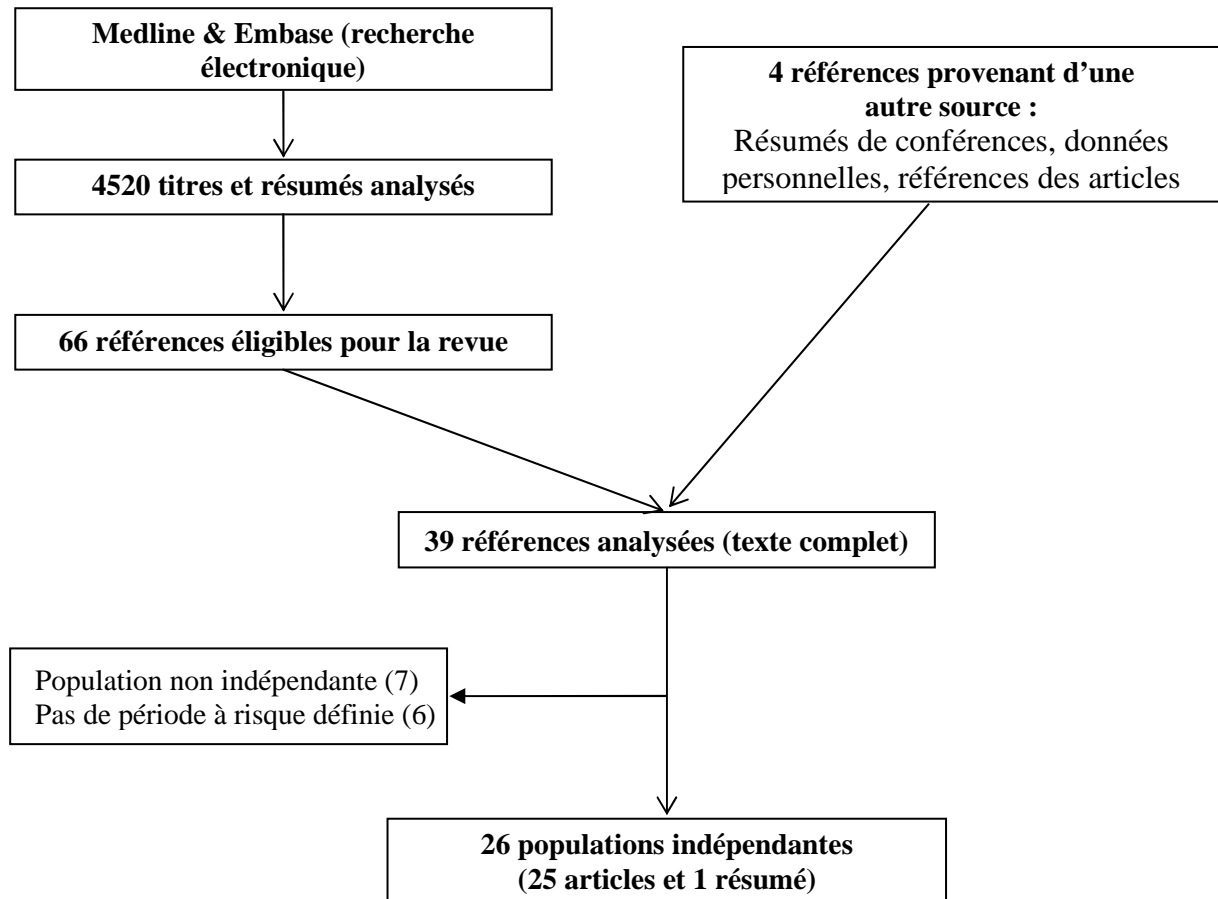 Medline & Embase (recherche
électronique)
4 références provenant d'une
autre source :
Résumés de conférences, données
personnelles, références des articles
4520 titres et résumés analysés
66 références éligibles pour la revue
39 références analysées (texte complet)
Population non indépendante (7)
Pas de période à risque définie (6)
26 populations indépendantes
(25 articles et 1 résumé)